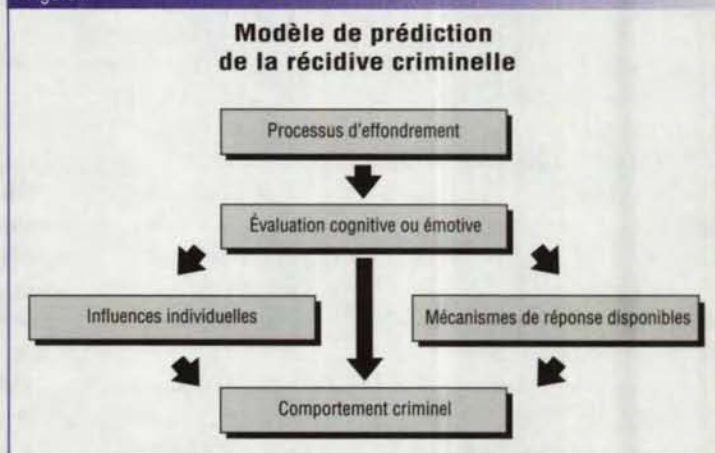 Modèle de prédiction
de la récidive criminelle
Processus d'effondrement
Évaluation cognitive ou émotive
Influences individuelles
Mécanismes de réponse disponibles
Comportement criminel